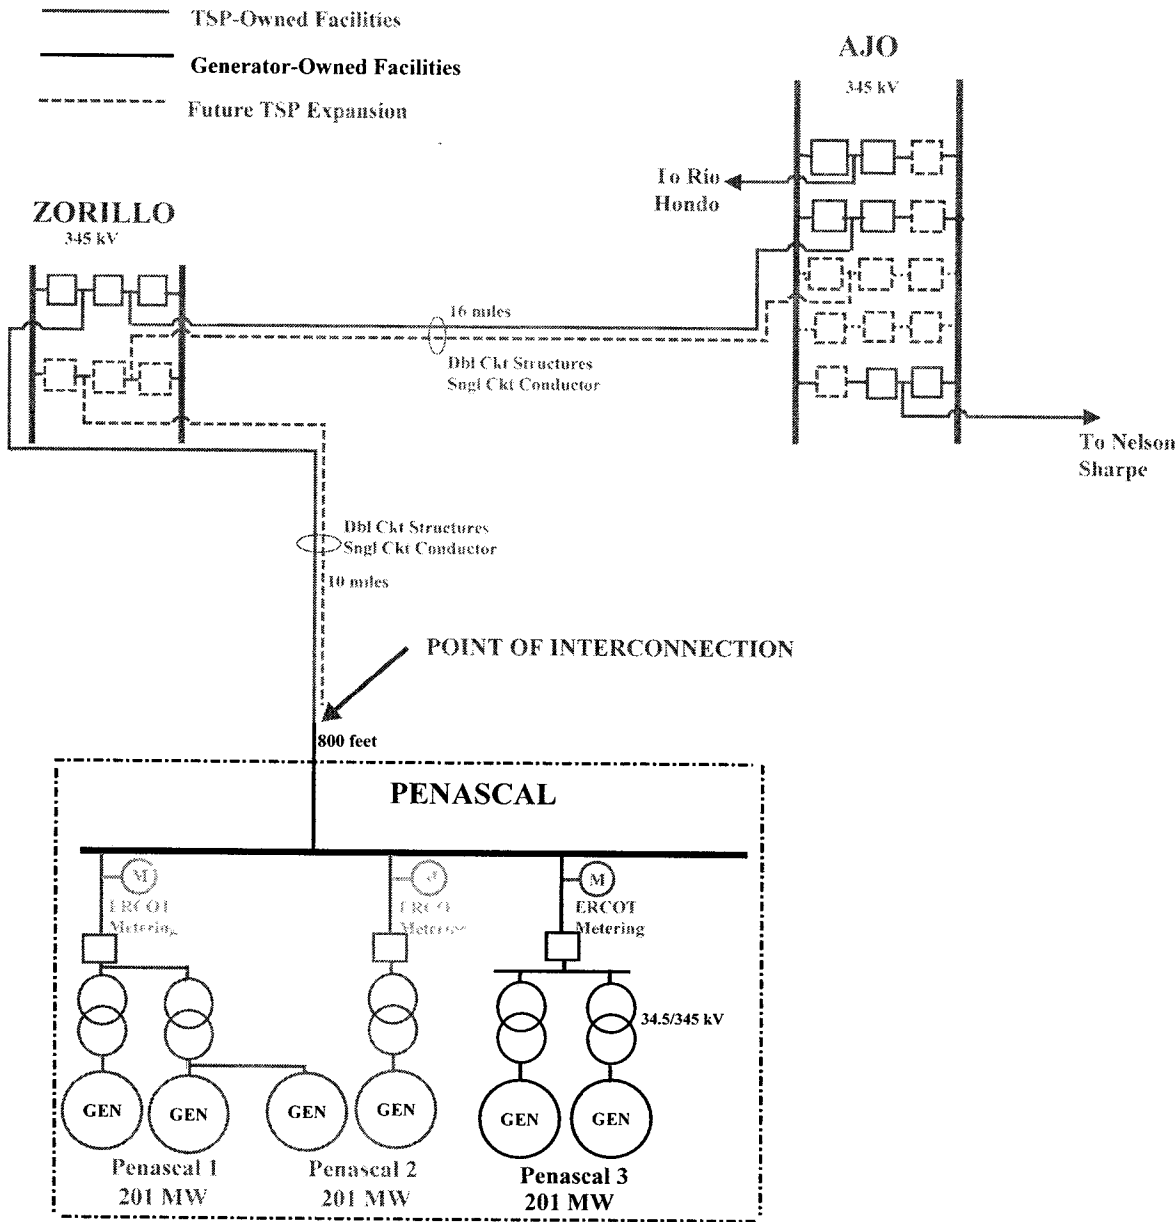 TSP-Owned Facilities
Generator-Owned Facilities
Future TSP Expansion
AJO
345 kV
To Rio
Hondo
ZORILLO
345 kV
16 miles
Dbl Ckt Structures
Sngl Ckt Conductor
To Nelson
Sharpe
Dbl Ckt Structures
Sngl Ckt Conductor
10 miles
POINT OF INTERCONNECTION
800 feet
PENASCAL
M
M
ERCOT
Metering
ERCOT
Metering
34.5/345 kV
GEN
GEN
GEN
GEN
GEN
GEN
Penascal 1
201 MW
Penascal 2
201 MW
Penascal 3
201 MW